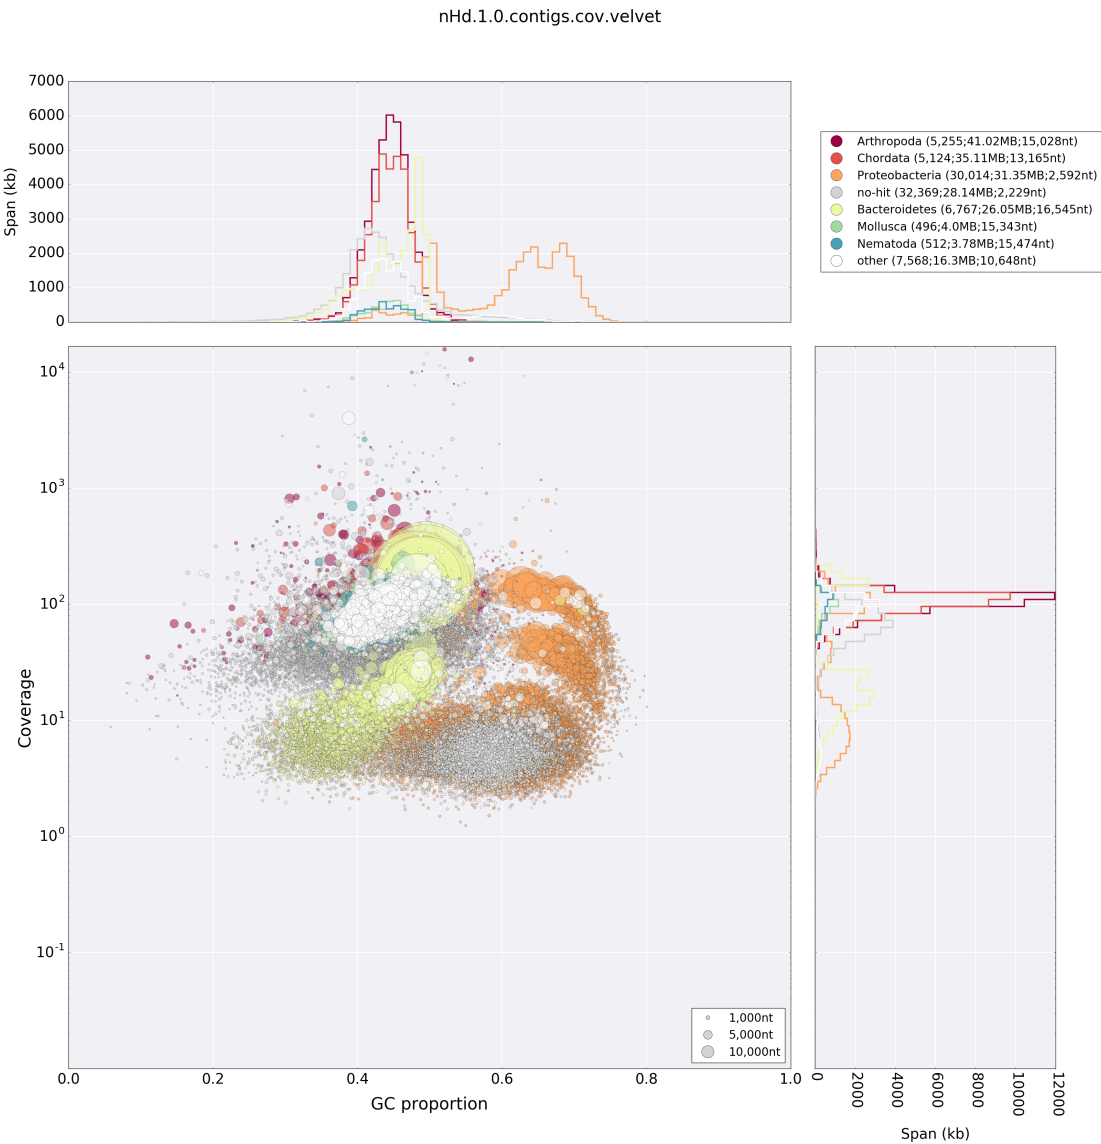 nHd.1.0.contigs.cov.velvet
7000
6000
5000
4000
3000
2000
1000
0
Span (kb)
Arthropoda (5,255;41.02MB;15,028nt)
Chordata (5,124;35.11MB;13,165nt)
Proteobacteria (30,014;31.35MB;2,592nt)
no-hit (32,369;28.14MB;2,229nt)
Bacteroidetes (6,767;26.05MB;16,545nt)
Mollusca (496;4.0MB;15,343nt)
Nematoda (512;3.78MB;15,474nt)
other (7,568;16.3MB;10,648nt)
10^4
10^3
10^2
10^1
10^0
10^-1
Coverage
1,000nt
5,000nt
10,000nt
0.0 0.2 0.4 0.6 0.8 1.0
GC proportion
0 2000 4000 6000 8000 10000 12000
Span (kb)